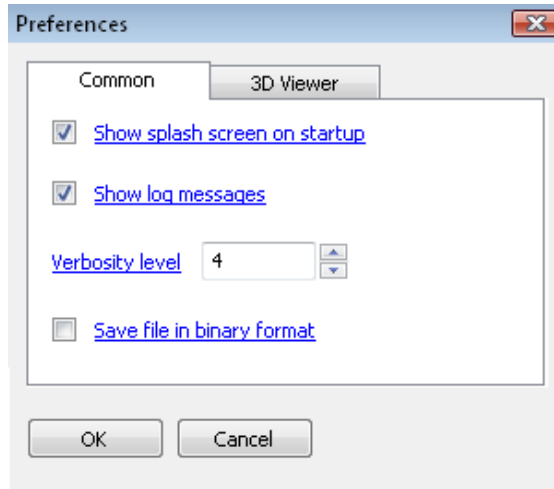 Preferences
Common
3D Viewer
Show splash screen on startup
Show log messages
Verbosity level 4
Save file in binary format
OK
Cancel